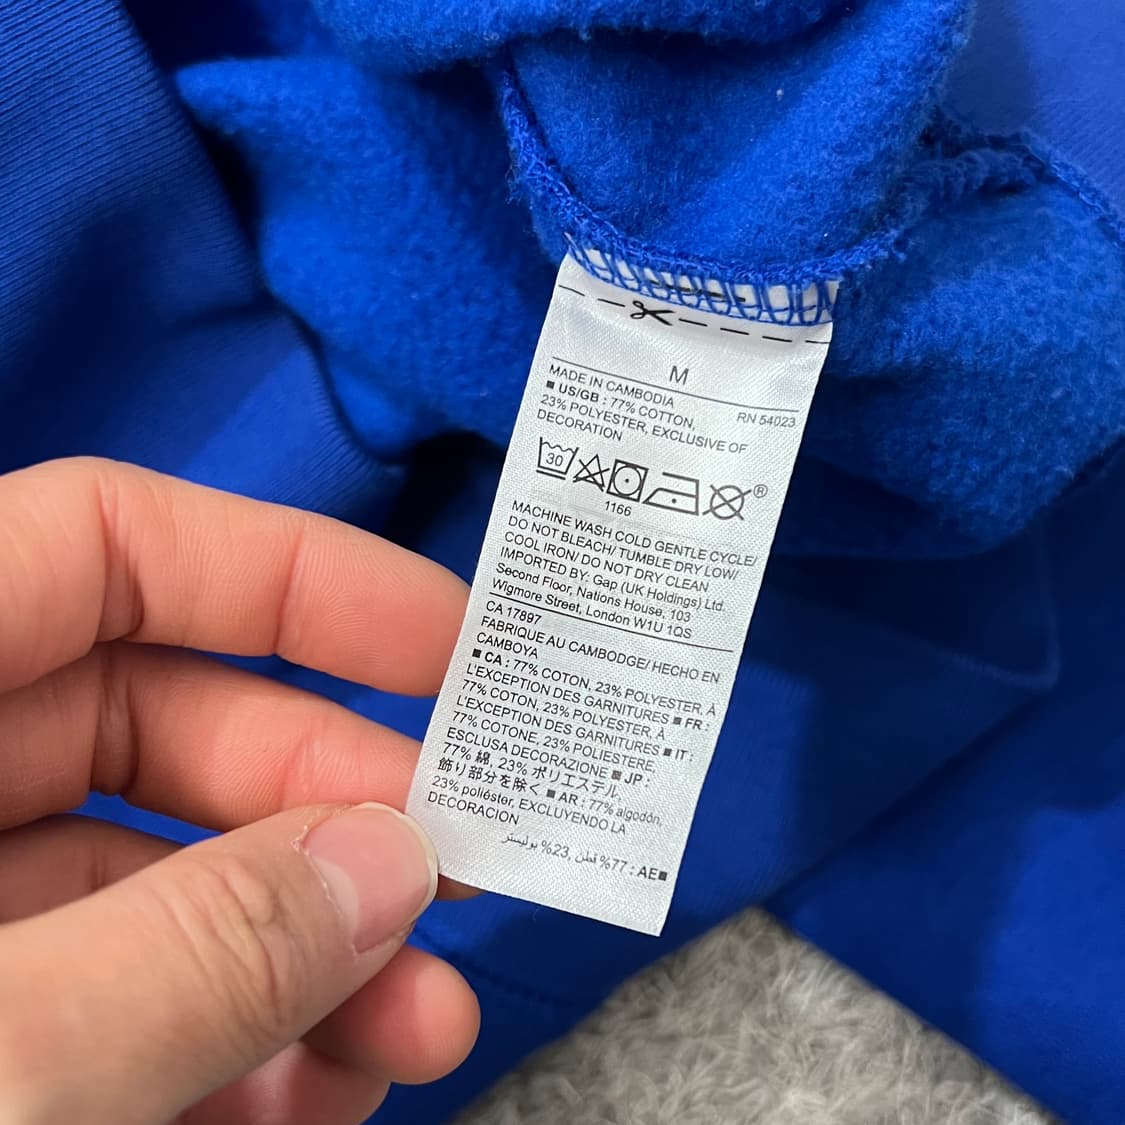 M
MADE IN CAMBODIA
RN 54023
■ US/GB : 77% COTTON,
23% POLYESTER, EXCLUSIVE OF
DECORATION
30
®
1166
MACHINE WASH COLD GENTLE CYCLE/
DO NOT BLEACH/ TUMBLE DRY LOW/
COOL IRON/ DO NOT DRY CLEAN
IMPORTED BY: Gap (UK Holdings) Ltd.
Second Floor, Nations House, 103
Wigmore Street, London W1U 1QS
CA 17897
FABRIQUE AU CAMBODGE/ HECHO EN
CAMBOYA
■ CA : 77% COTON, 23% POLYESTER, À
L'EXCEPTION DES GARNITURES ■ FR :
77% COTON, 23% POLYESTER, À
L'EXCEPTION DES GARNITURES ■ IT :
77% COTONE, 23% POLIESTERE,
ESCLUSA DECORAZIONE ■ JP :
77% 綿, 23% ポリエステル,
飾り部分を除く ■ AR : 77% algodón,
23% poliéster, EXCLUYENDO LA
DECORACION
■AE : 77% قطن, 23% بوليستر